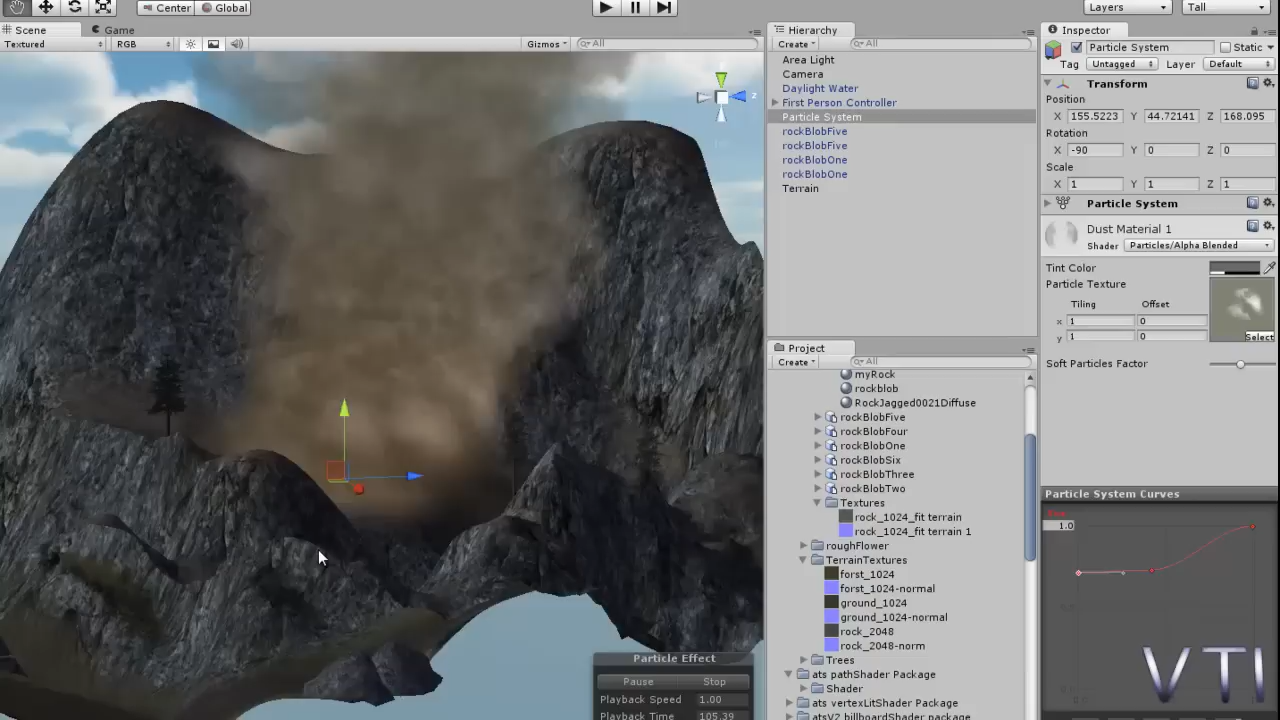 Center
Global
Layers
Tall
Scene
Game
Textured
RGB
Gizmos
All
Particle Effect
Pause
Stop
Playback Speed
1.00
Playback Time
105.39
Hierarchy
Create
All
Area Light
Camera
Daylight Water
First Person Controller
Particle System
rockBlobFive
rockBlobFive
rockBlobOne
rockBlobOne
Terrain
Project
Create
All
myRock
rockblob
RockJagged0021Diffuse
rockBlobFive
rockBlobFour
rockBlobOne
rockBlobSix
rockBlobThree
rockBlobTwo
Textures
rock_1024_fit terrain
rock_1024_fit terrain 1
roughFlower
TerrainTextures
forst_1024
forst_1024-normal
ground_1024
ground_1024-normal
rock_2048
rock_2048-norm
Trees
ats pathShader Package
Shader
ats vertexLitShader Package
atsV2 billboardShader package
Inspector
Particle System
Static
Tag Untagged Layer Default
Transform
Position
X 155.5223 Y 44.72141 Z 168.095
Rotation
X -90 Y 0 Z 0
Scale
X 1 Y 1 Z 1
Particle System
Dust Material 1
Shader Particles/Alpha Blended
Tint Color
Particle Texture
Tiling Offset
x 1 0
y 1 0
Select
Soft Particles Factor
Particle System Curves
1.0
VTI